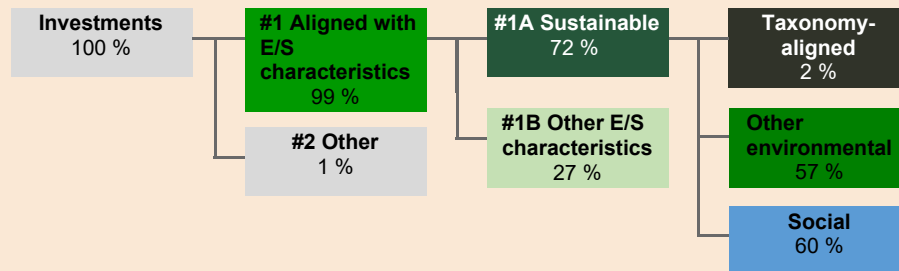 Investments
100 %
#1 Aligned with
E/S
characteristics
99 %
#2 Other
1 %
#1A Sustainable
72 %
#1B Other E/S
characteristics
27 %
Taxonomy-
aligned
2 %
Other
environmental
57 %
Social
60 %